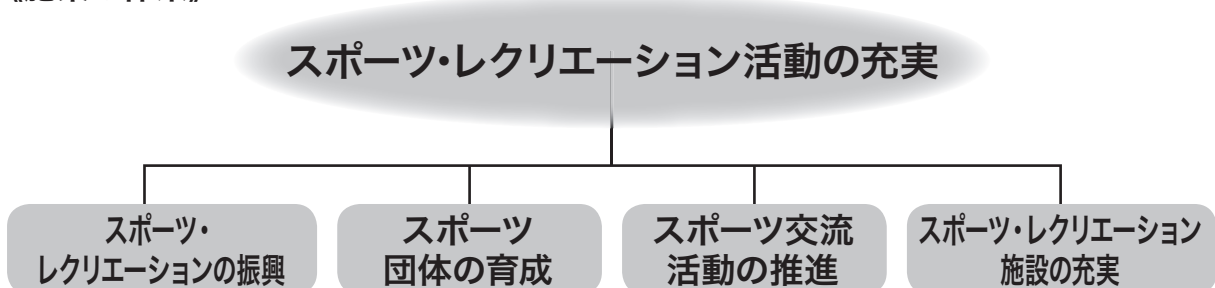 スポーツ・レクリエーション活動の充実
スポーツ・
レクリエーションの振興
スポーツ
団体の育成
スポーツ交流
活動の推進
スポーツ・レクリエーション
施設の充実